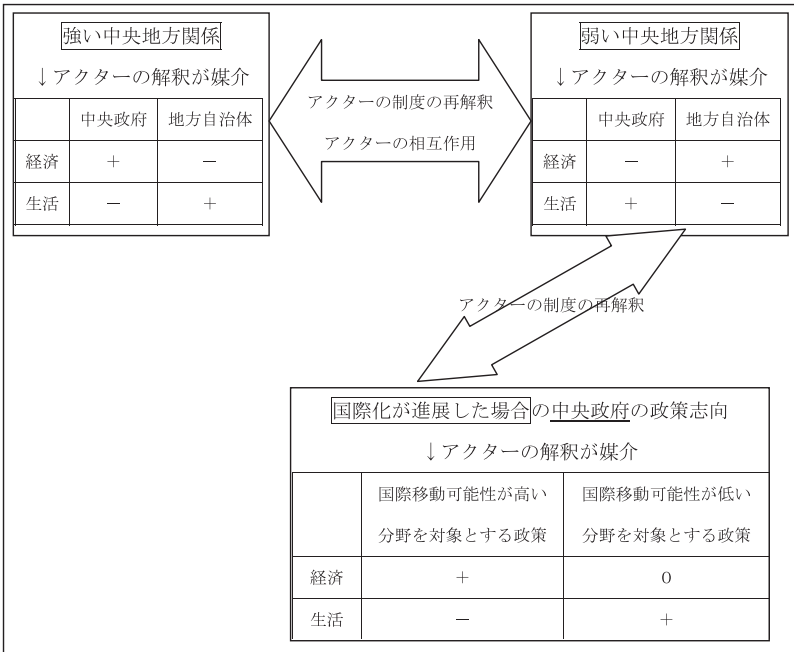 強い中央地方関係
↓アクターの解釈が媒介
中央政府 地方自治体
経済 + −
生活 − +
アクターの制度の再解釈
アクターの相互作用
弱い中央地方関係
↓アクターの解釈が媒介
中央政府 地方自治体
経済 − +
生活 + −
アクターの制度の再解釈
国際化が進展した場合の中央政府の政策志向
↓アクターの解釈が媒介
国際移動可能性が高い 国際移動可能性が低い
分野を対象とする政策 分野を対象とする政策
経済 + 0
生活 − +